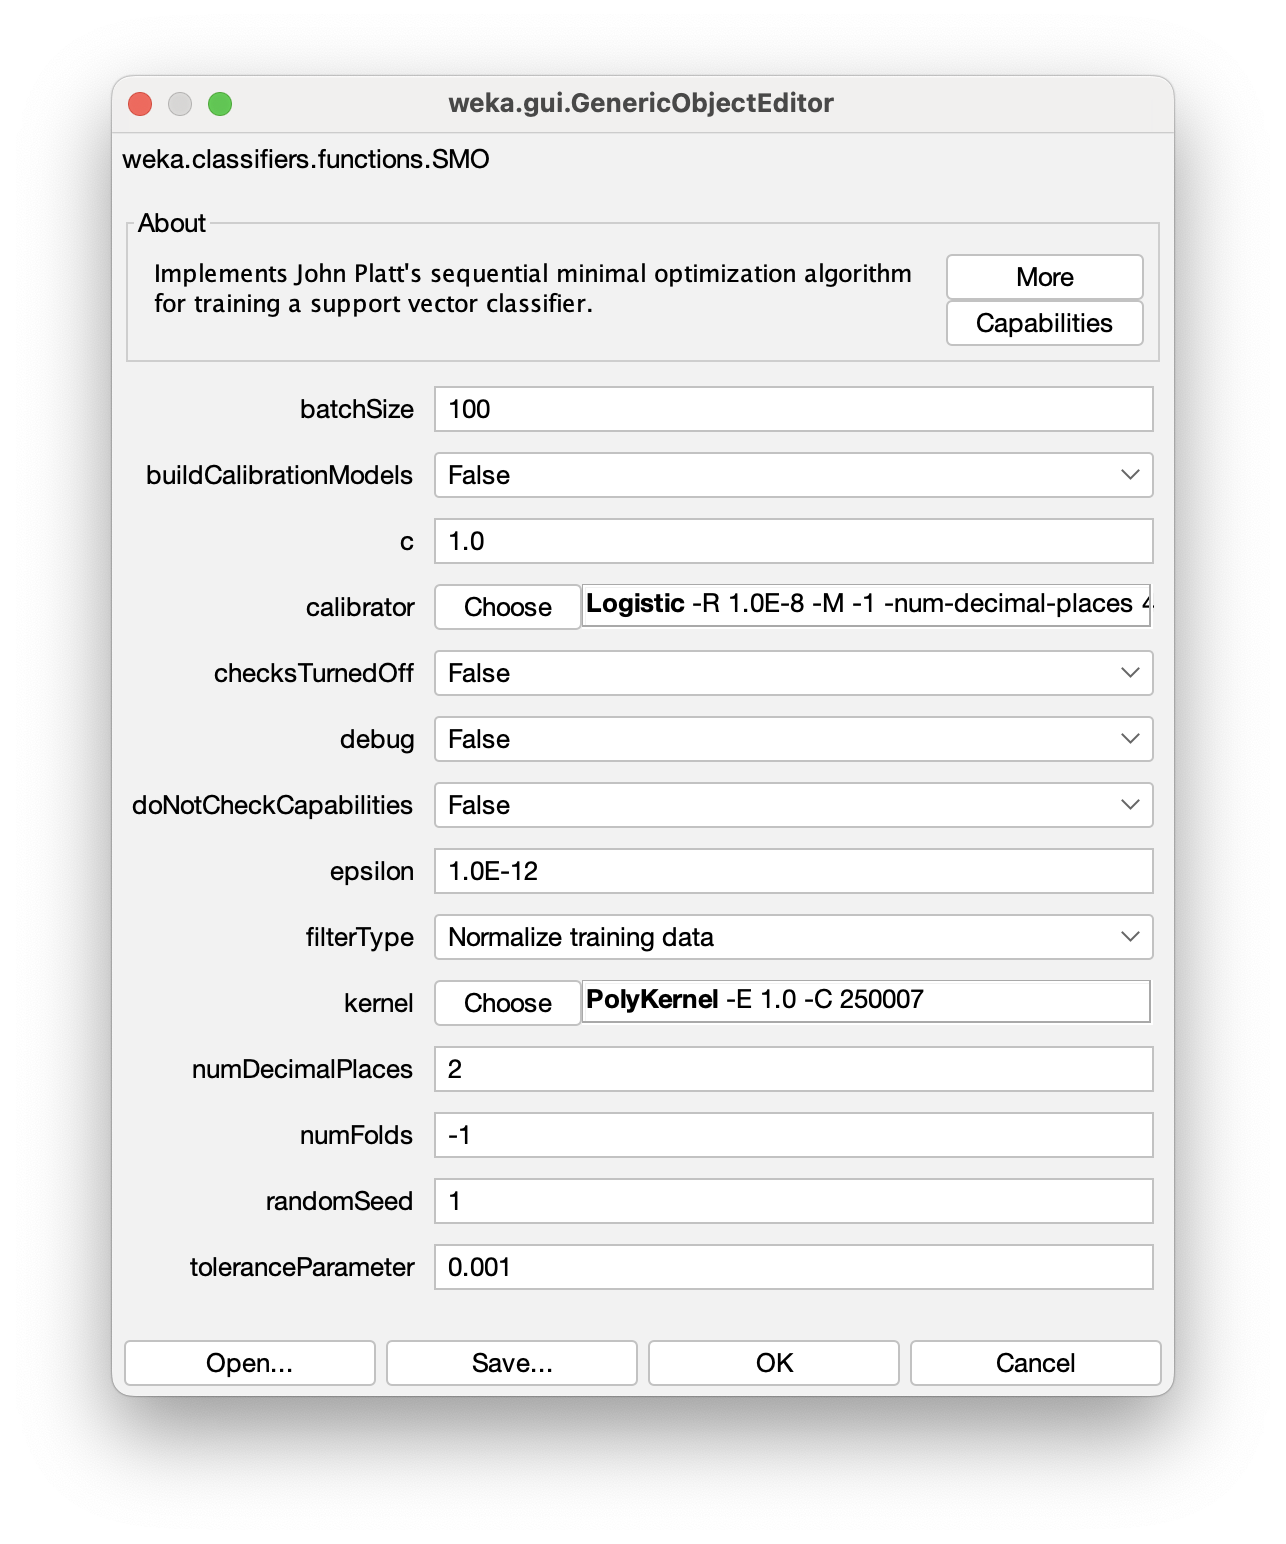 weka.gui.GenericObjectEditor
weka.classifiers.functions.SMO
About
Implements John Platt's sequential minimal optimization algorithm
for training a support vector classifier.
More
Capabilities
batchSize 100
buildCalibrationModels False
c 1.0
calibrator Choose Logistic -R 1.0E-8 -M -1 -num-decimal-places 4
checksTurnedOff False
debug False
doNotCheckCapabilities False
epsilon 1.0E-12
filterType Normalize training data
kernel Choose PolyKernel -E 1.0 -C 250007
numDecimalPlaces 2
numFolds -1
randomSeed 1
toleranceParameter 0.001
Open... Save... OK Cancel